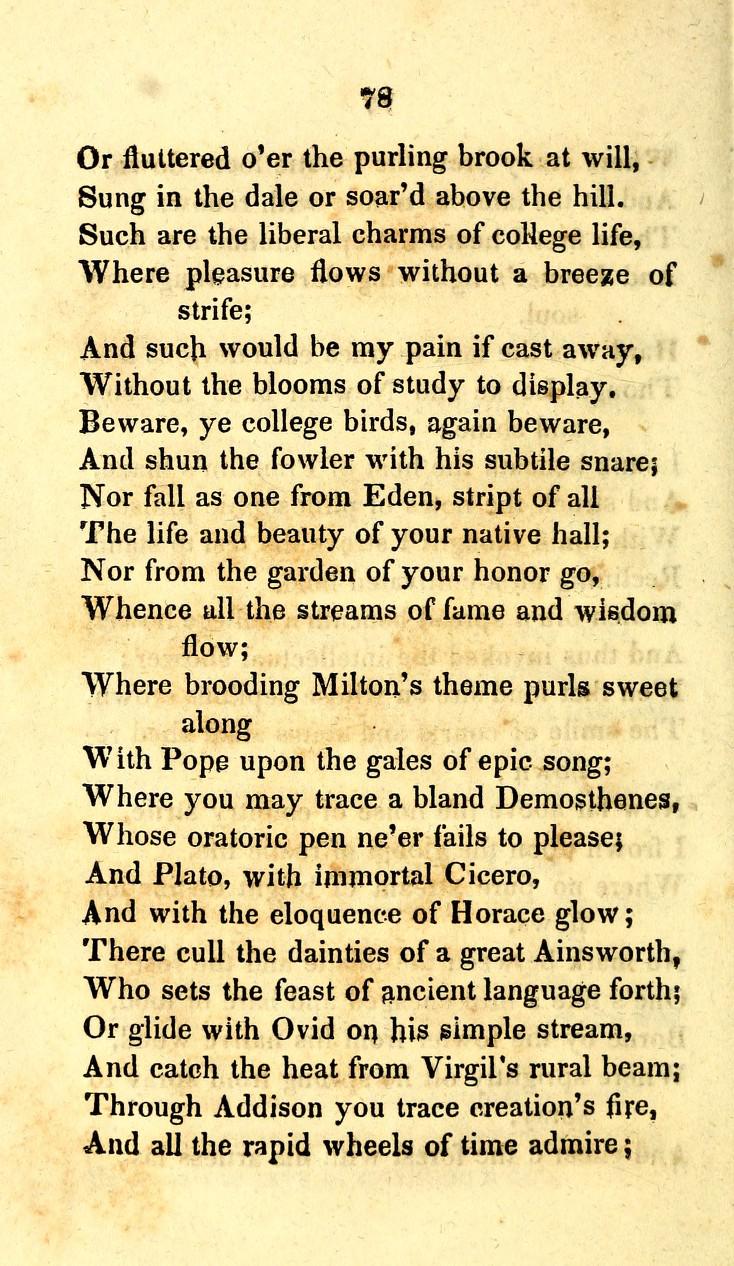 78
Or fluttered o'er the purling brook at will,
Sung in the dale or soar'd above the hill.
Such are the liberal charms of college life,
Where pleasure flows without a breeze of
strife;
And such would be my pain if cast away,
Without the blooms of study to display.
Beware, ye college birds, again beware,
And shun the fowler with his subtile snare;
Nor fall as one from Eden, stript of all
The life and beauty of your native hall;
Nor from the garden of your honor go,
Whence all the streams of fame and wisdom
flow;
Where brooding Milton's theme purls sweet
along
With Pope upon the gales of epic song;
Where you may trace a bland Demosthenes,
Whose oratoric pen ne'er fails to please;
And Plato, with immortal Cicero,
And with the eloquence of Horace glow;
There cull the dainties of a great Ainsworth,
Who sets the feast of ancient language forth;
Or glide with Ovid on his simple stream,
And catch the heat from Virgil's rural beam;
Through Addison you trace creation's fire,
And all the rapid wheels of time admire;